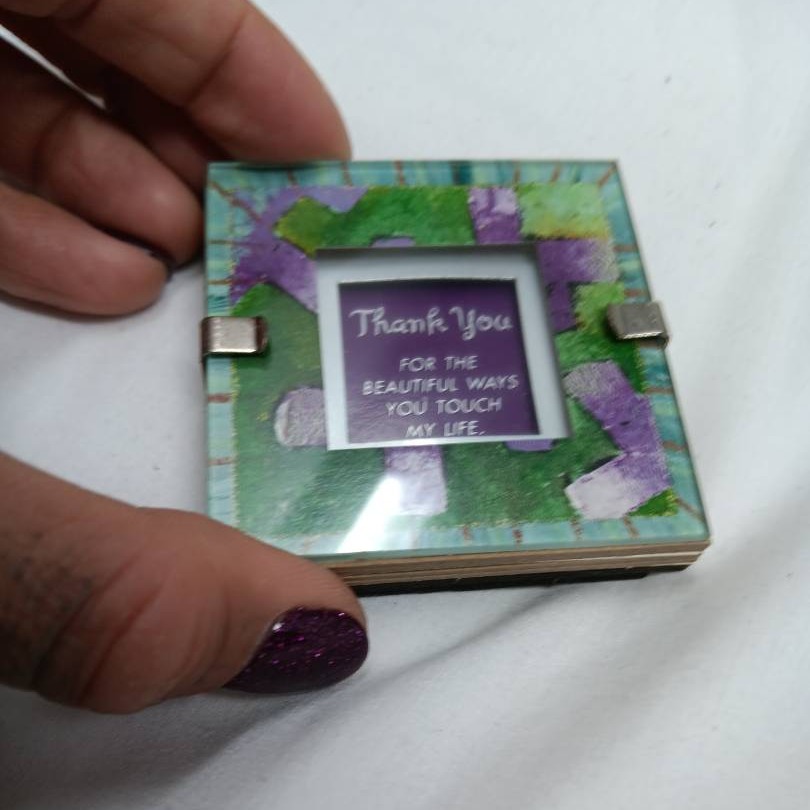 Thank You
FOR THE
BEAUTIFUL WAYS
YOU TOUCH
MY LIFE.